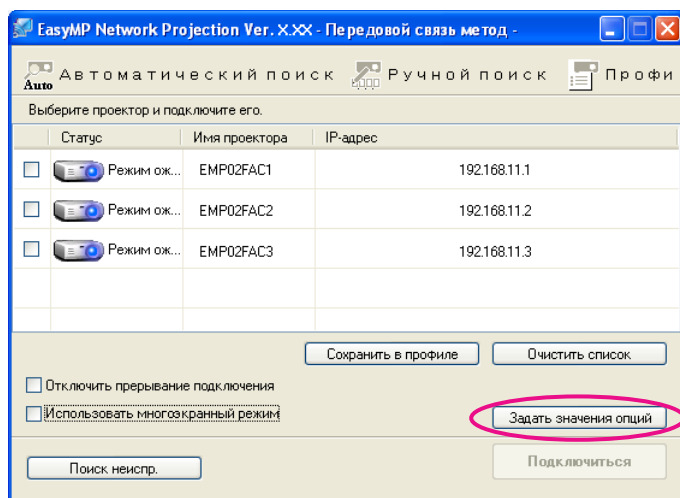 EasyMP Network Projection Ver. X.XX - Передовой связь метод -
Auto Автоматический поиск Ручной поиск Профи
Выберите проектор и подключите его.
Статус Имя проектора IP-адрес
Режим ож... EMP02FAC1 192.168.11.1
Режим ож... EMP02FAC2 192.168.11.2
Режим ож... EMP02FAC3 192.168.11.3
Сохранить в профиле Очистить список
Отключить прерывание подключения
Использовать многоэкранный режим Задать значения опций
Поиск неиспр. Подключиться